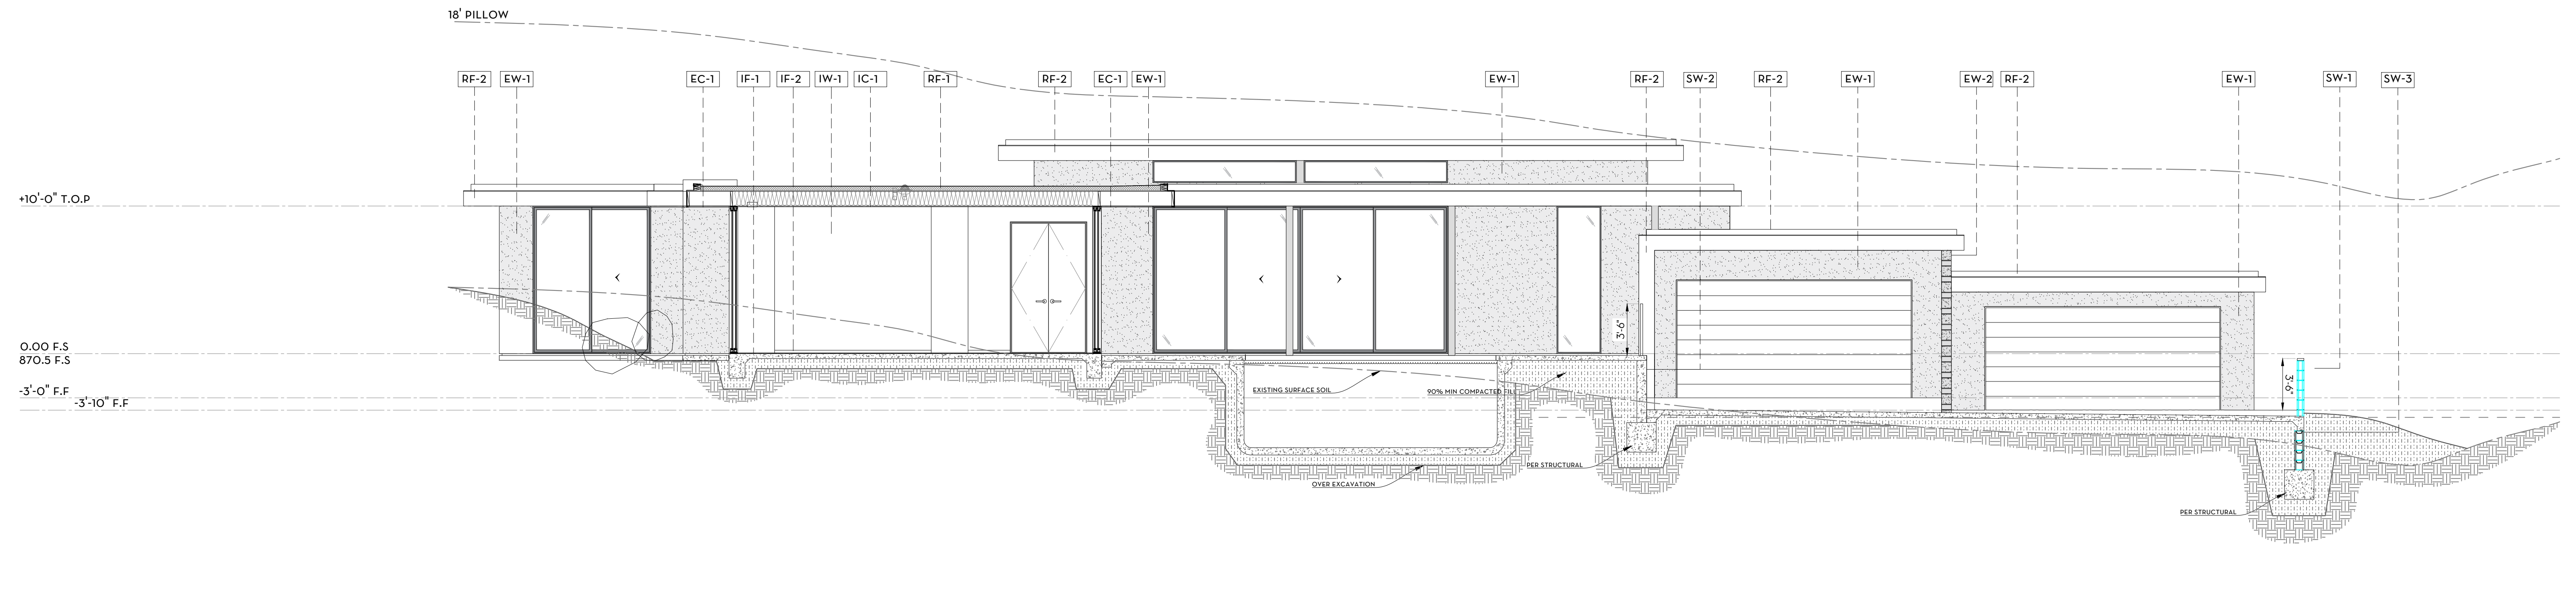 18' PILLOW
RF-2 EW-1 EC-1 IF-1 IF-2 IW-1 IC-1 RF-1 RF-2 EC-1 EW-1 EW-1 RF-2 SW-2 RF-2 EW-1 EW-2 RF-2 EW-1 SW-1 SW-3
+10'-0" T.O.P
3'-6"
0.00 F.S
870.5 F.S
3'-6"
-3'-0" F.F
EXISTING SURFACE SOIL
90% MIN COMPACTED FILL
-3'-10" F.F
PER STRUCTURAL
OVER EXCAVATION
PER STRUCTURAL